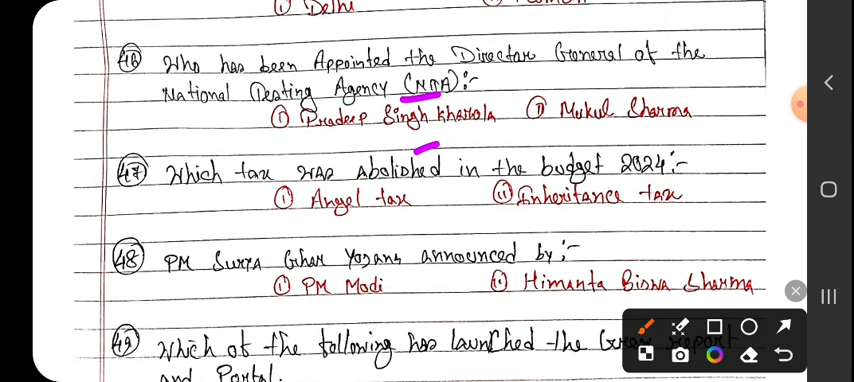 (i) Delhi
(46) Who has been Appointed the Director General of the
National Testing Agency (NTA):-
(i) Pradeep Singh Kharola (ii) Mukul Sharma
(47) Which tax was Abolished in the budget 2024:-
(i) Angel tax (ii) Inheritance tax
(48) PM Surya Ghar Yojana announced by:-
(i) PM Modi (ii) Himanta Biswa Sharma
(49) Which of the following has launched the
and Portal.